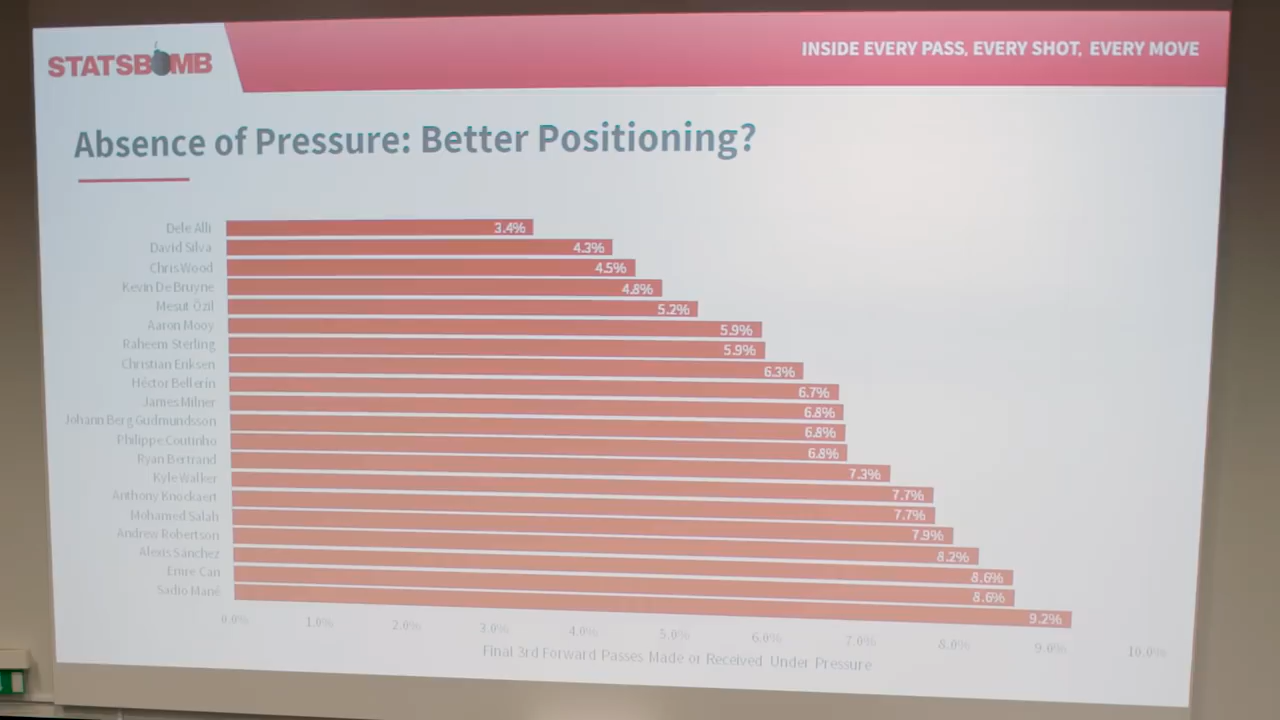 STATSBOMB
INSIDE EVERY PASS, EVERY SHOT, EVERY MOVE
Absence of Pressure: Better Positioning?
Dele Alli 3.4%
David Silva 4.3%
Chris Wood 4.5%
Kevin De Bruyne 4.8%
Mesut Özil 5.2%
Aaron Mooy 5.9%
Raheem Sterling 5.9%
Christian Eriksen 6.3%
Héctor Bellerín 6.7%
James Milner 6.8%
Johann Berg Gudmundsson 6.8%
Philippe Coutinho 6.8%
Ryan Bertrand 7.3%
Kyle Walker 7.7%
Anthony Knockaert 7.7%
Mohamed Salah 7.9%
Andrew Robertson 8.2%
Alexis Sánchez 8.6%
Emre Can 8.6%
Sadio Mané 9.2%
0.0% 1.0% 2.0% 3.0% 4.0% 5.0% 6.0% 7.0% 8.0% 9.0% 10.0%
Final 3rd Forward Passes Made or Received Under Pressure